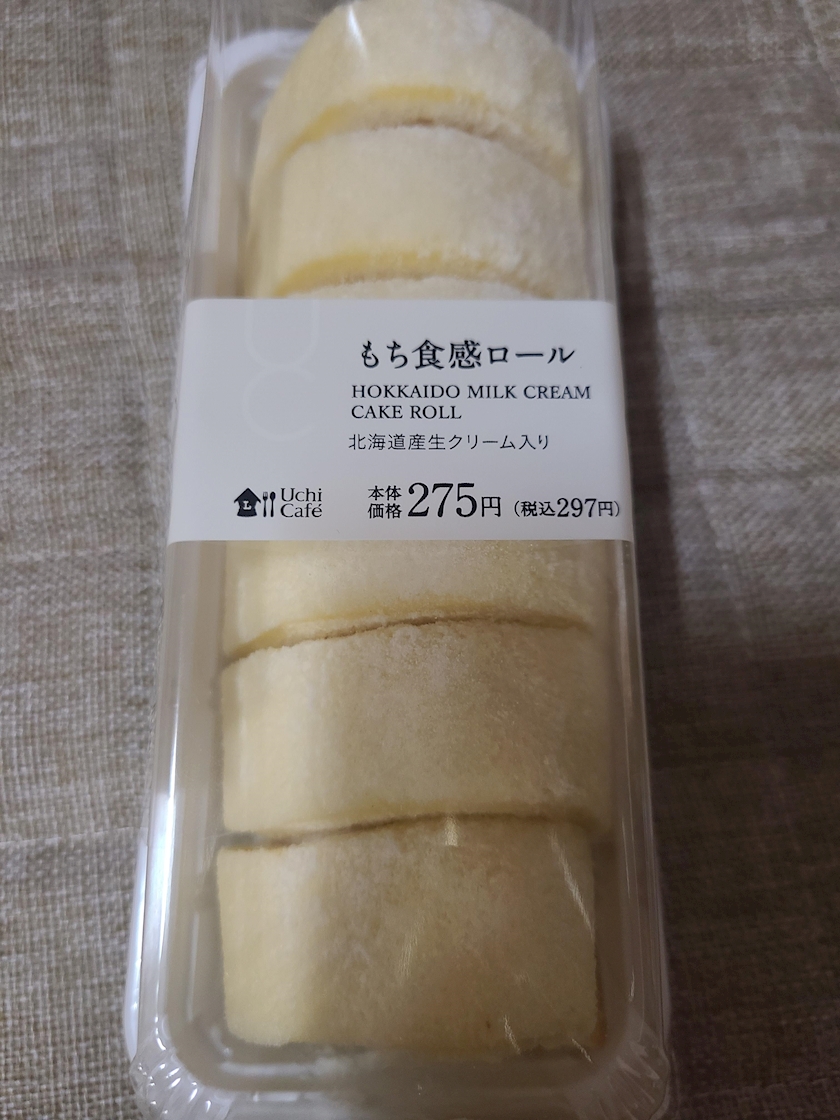 UC
もち食感ロール
HOKKAIDO MILK CREAM
CAKE ROLL
北海道産生クリーム入り
L
Uchi
Café
本体
価格 275円 (税込297円)